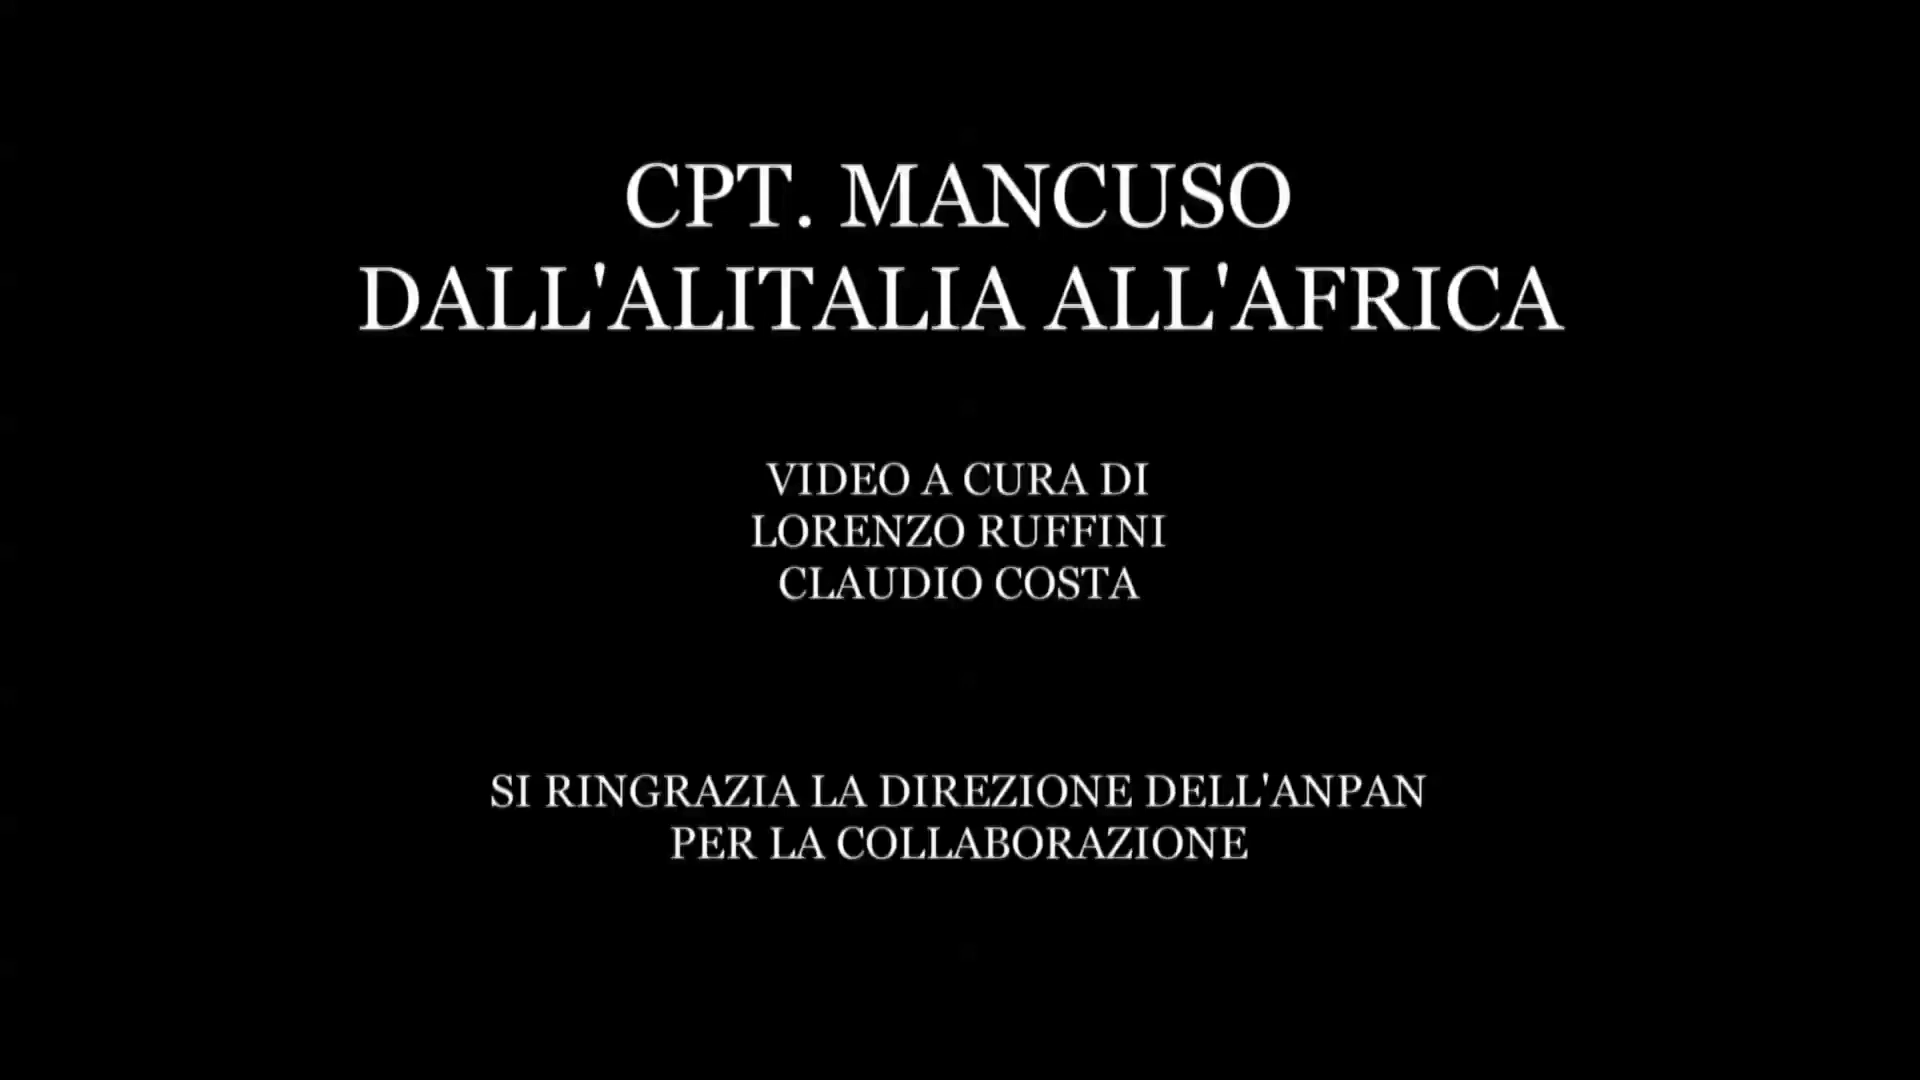 CPT. MANCUSO
DALL'ALITALIA ALL'AFRICA
VIDEO A CURA DI
LORENZO RUFFINI
CLAUDIO COSTA
SI RINGRAZIA LA DIREZIONE DELL'ANPAN
PER LA COLLABORAZIONE